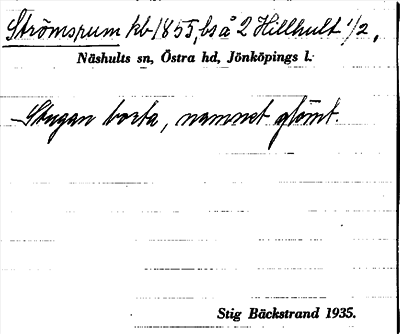 Strömsrum kb 1855, bs å 2 Hillhult 1/2,
Näshults sn, Östra hd, Jönköpings l.
Stugan borta, namnet glömt.
Stig Bäckstrand 1935.